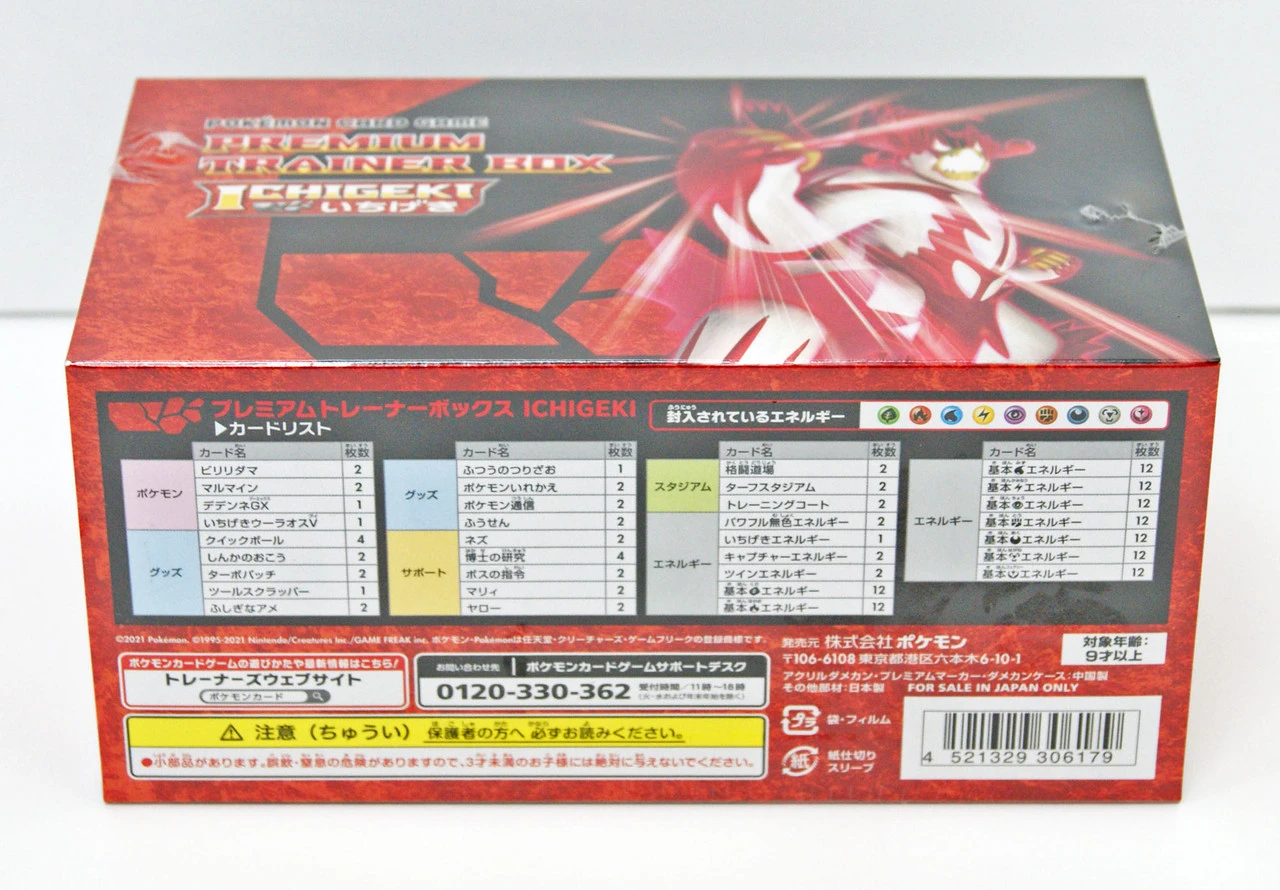 POKÉMON CARD GAME
PREMIUM
TRAINER BOX
ICHIGEKI
いちげき
プレミアムトレーナーボックス ICHIGEKI
▶カードリスト
ふうにゅう
封入されているエネルギー
カード名 枚数
ポケモン
ビリリダマ 2
マルマイン 2
デデンネGX 1
いちげきウーラオスV 1
グッズ
クイックボール 4
しんかのおこう 2
ターボパッチ 2
ツールスクラッパー 1
ふしぎなアメ 2
カード名 枚数
グッズ
ふつうのつりざお 1
ポケモンいれかえ 2
ポケモン通信 2
ふうせん 2
サポート
ネズ 2
博士の研究 4
ボスの指令 2
マリィ 2
ヤロー 2
カード名 枚数
スタジアム
格闘道場 2
ターフスタジアム 2
トレーニングコート 2
エネルギー
パワフル無色エネルギー 2
いちげきエネルギー 1
キャプチャーエネルギー 2
ツインエネルギー 2
基本エネルギー 12
基本エネルギー 12
カード名 枚数
エネルギー
基本エネルギー 12
基本エネルギー 12
基本エネルギー 12
基本エネルギー 12
基本エネルギー 12
基本エネルギー 12
基本エネルギー 12
©2021 Pokémon. ©1995-2021 Nintendo/Creatures Inc./GAME FREAK inc. ポケモン・Pokémonは任天堂・クリーチャーズ・ゲームフリークの登録商標です。
ポケモンカードゲームの遊びかたや最新情報はこちら!
トレーナーズウェブサイト
ポケモンカード
お問い合わせ先 ポケモンカードゲームサポートデスク
0120-330-362 受付時間/11時~18時
(火・水および年末年始を除く)
⚠ 注意(ちゅうい) 保護者の方へ 必ずお読みください。
●小部品があります。誤飲・窒息の危険がありますので、3才未満のお子様には絶対に与えないでください。
発売元 株式会社 ポケモン
〒106-6108 東京都港区六本木6-10-1
アクリルダメカン・プレミアムマーカー・ダメカンケース:中国製
その他部材:日本製 FOR SALE IN JAPAN ONLY
対象年齢:
9才以上
プラ 袋・フィルム
紙 紙仕切り
スリーブ
4 521329 306179